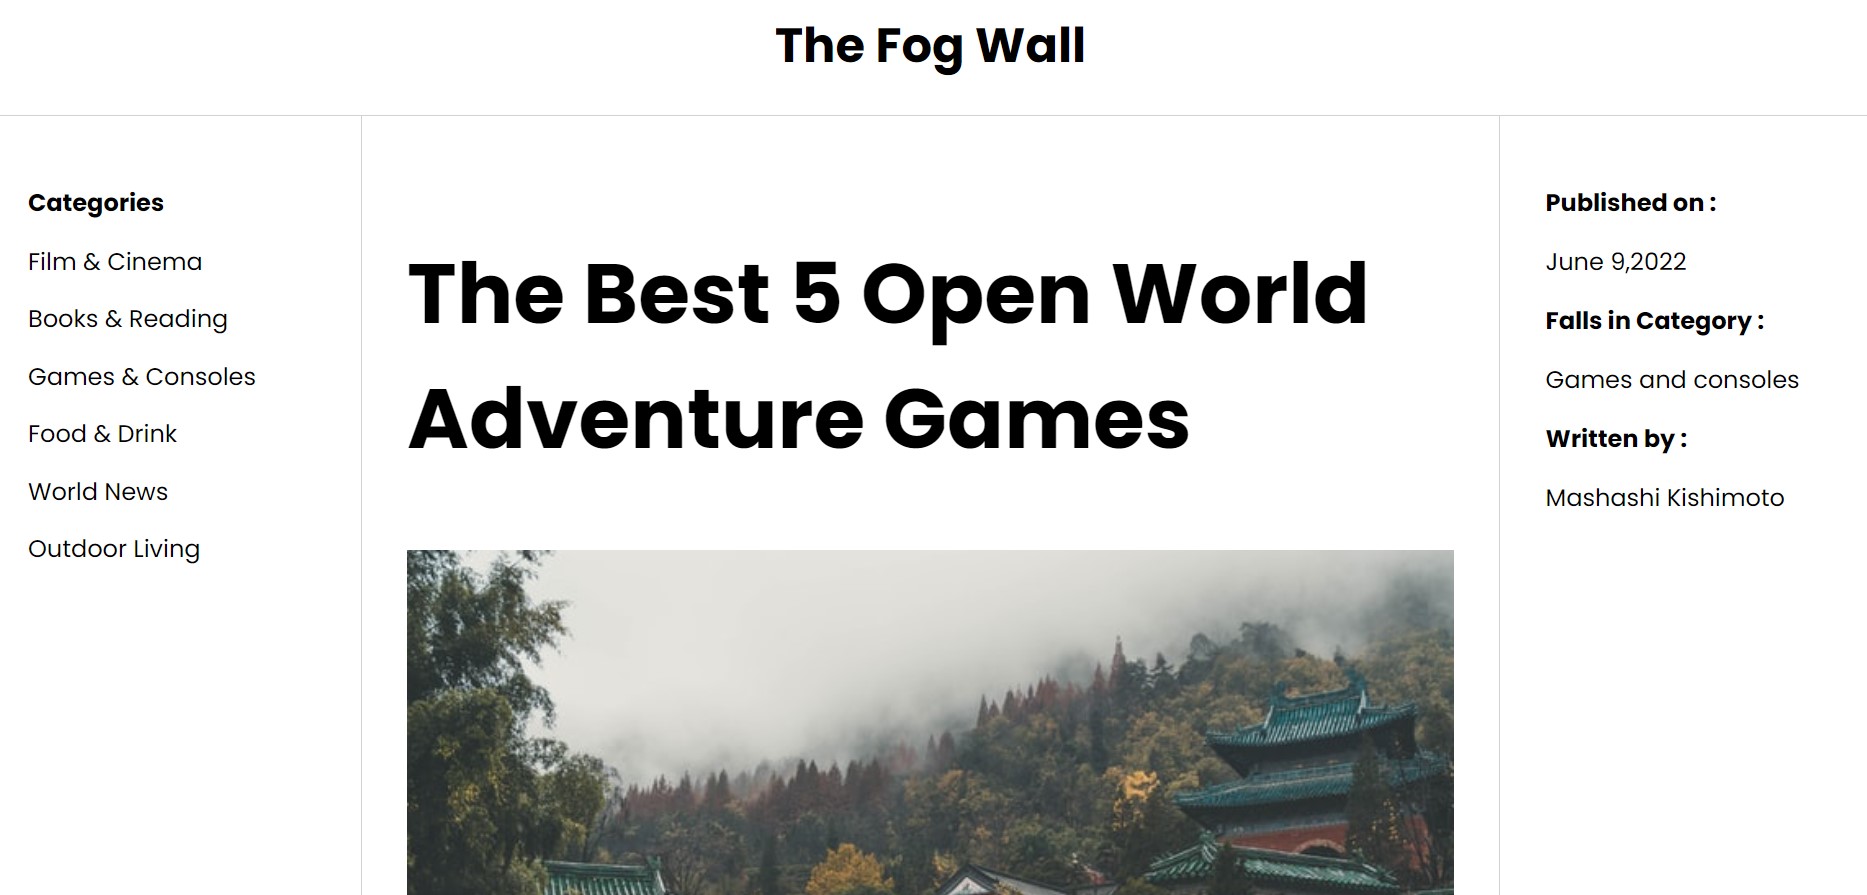 The Fog Wall
Categories
Film & Cinema
Books & Reading
Games & Consoles
Food & Drink
World News
Outdoor Living
The Best 5 Open World
Adventure Games
Published on :
June 9,2022
Falls in Category :
Games and consoles
Written by :
Mashashi Kishimoto